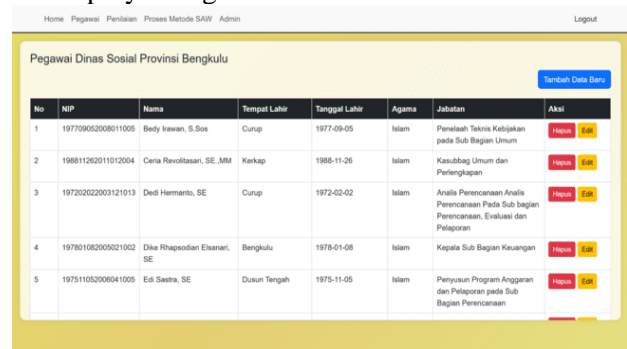 Home Pegawai Penilaian Proses Metode SAW Admin Logout
Pegawai Dinas Sosial Provinsi Bengkulu
Tambah Data Baru
No NIP Nama Tempat Lahir Tanggal Lahir Agama Jabatan Aksi
1 197709052008011005 Bedy Irawan, S.Sos Curup 1977-09-05 Islam Penelaah Teknis Kebijakan
pada Sub Bagian Umum
Hapus Edit
2 198811262011012004 Ceria Revolitasari, SE.,MM Kerkap 1988-11-26 Islam Kasubbag Umum dan
Perlengkapan
Hapus Edit
3 197202022003121013 Dedi Hermanto, SE Curup 1972-02-02 Islam Analis Perencanaan Analis
Perencanaan Pada Sub bagian
Perencanaan, Evaluasi dan
Pelaporan
Hapus Edit
4 197801082005021002 Dike Rhapsodian Elsanari,
SE
Bengkulu 1978-01-08 Islam Kepala Sub Bagian Keuangan
Hapus Edit
5 197511052006041005 Edi Sastra, SE Dusun Tengah 1975-11-05 Islam Penyusun Program Anggaran
dan Pelaporan pada Sub
Bagian Perencanaan
Hapus Edit